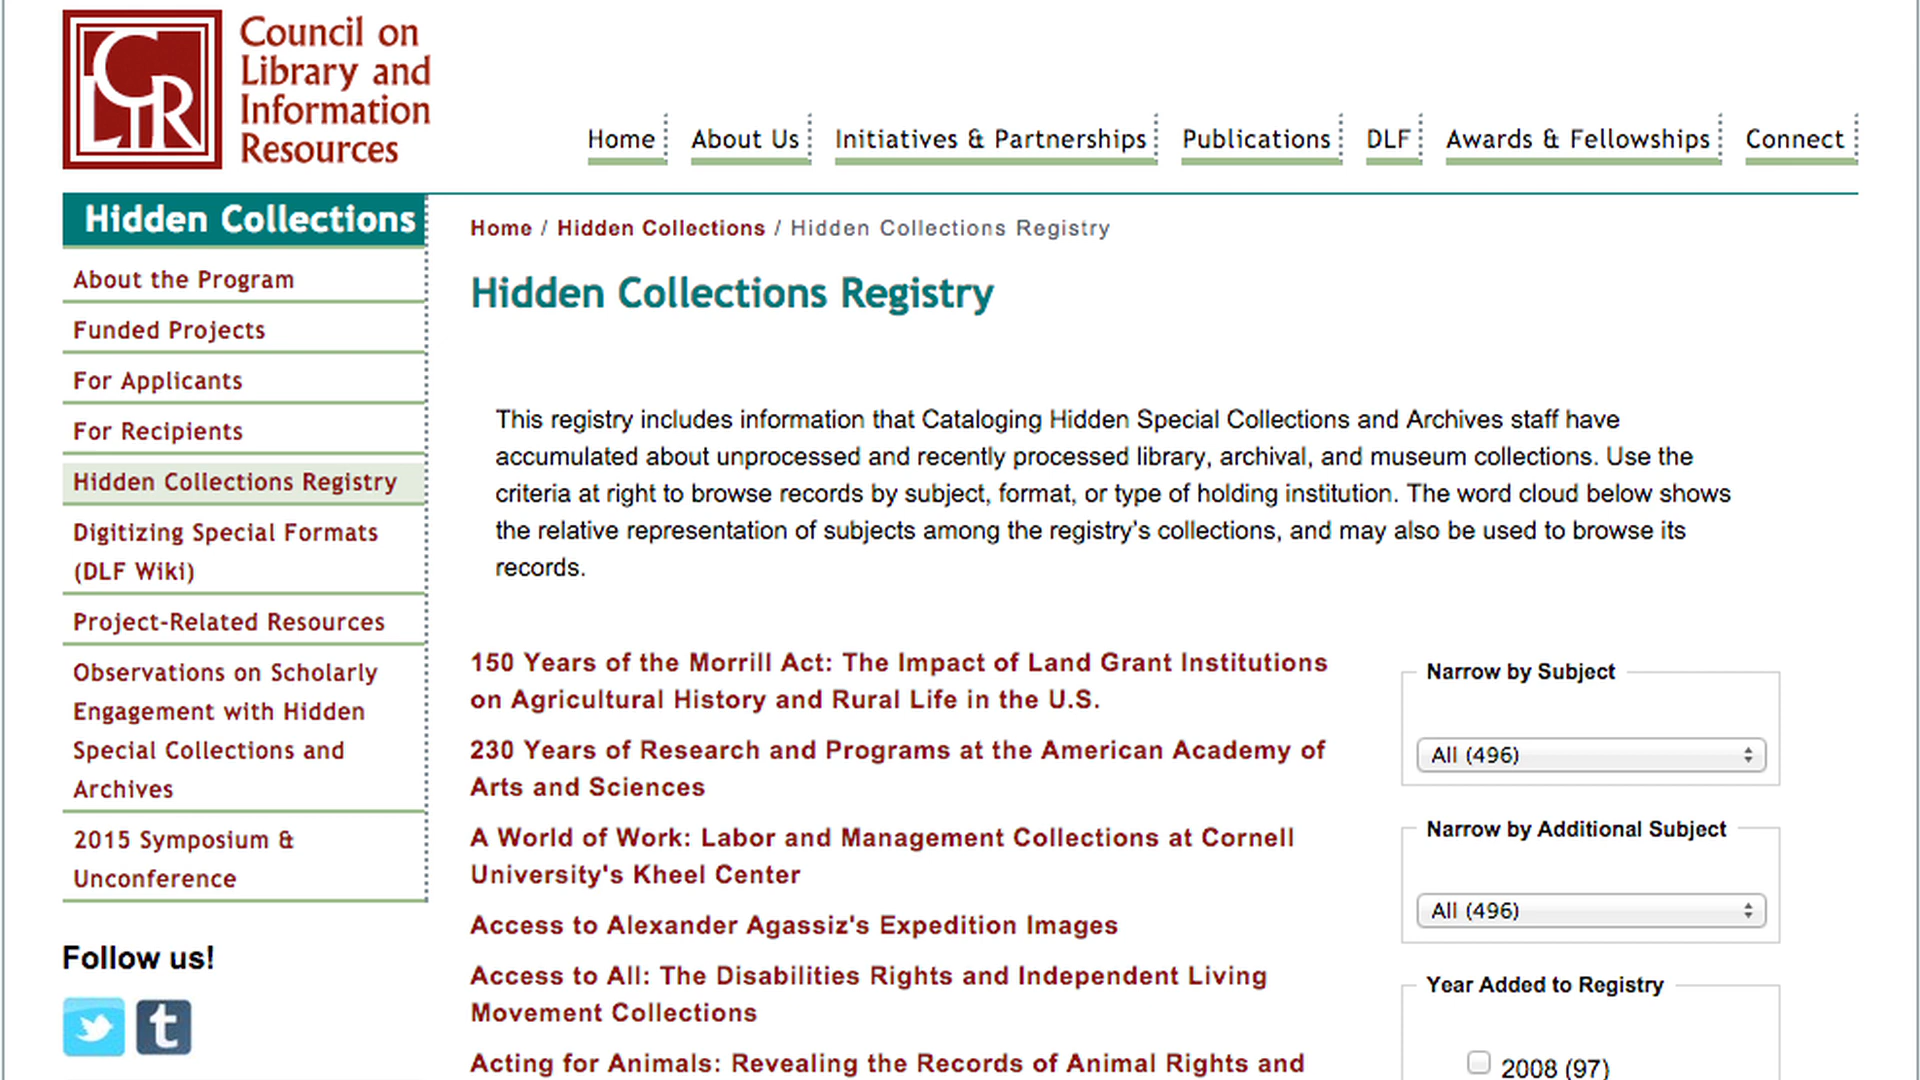 CLIR
Council on
Library and
Information
Resources
Home
About Us
Initiatives & Partnerships
Publications
DLF
Awards & Fellowships
Connect
Hidden Collections
About the Program
Funded Projects
For Applicants
For Recipients
Hidden Collections Registry
Digitizing Special Formats
(DLF Wiki)
Project-Related Resources
Observations on Scholarly
Engagement with Hidden
Special Collections and
Archives
2015 Symposium &
Unconference
Follow us!
t
Home / Hidden Collections / Hidden Collections Registry
Hidden Collections Registry
This registry includes information that Cataloging Hidden Special Collections and Archives staff have
accumulated about unprocessed and recently processed library, archival, and museum collections. Use the
criteria at right to browse records by subject, format, or type of holding institution. The word cloud below shows
the relative representation of subjects among the registry's collections, and may also be used to browse its
records.
150 Years of the Morrill Act: The Impact of Land Grant Institutions
on Agricultural History and Rural Life in the U.S.
230 Years of Research and Programs at the American Academy of
Arts and Sciences
A World of Work: Labor and Management Collections at Cornell
University's Kheel Center
Access to Alexander Agassiz's Expedition Images
Access to All: The Disabilities Rights and Independent Living
Movement Collections
Acting for Animals: Revealing the Records of Animal Rights and
Narrow by Subject
All (496)
Narrow by Additional Subject
All (496)
Year Added to Registry
2008 (97)